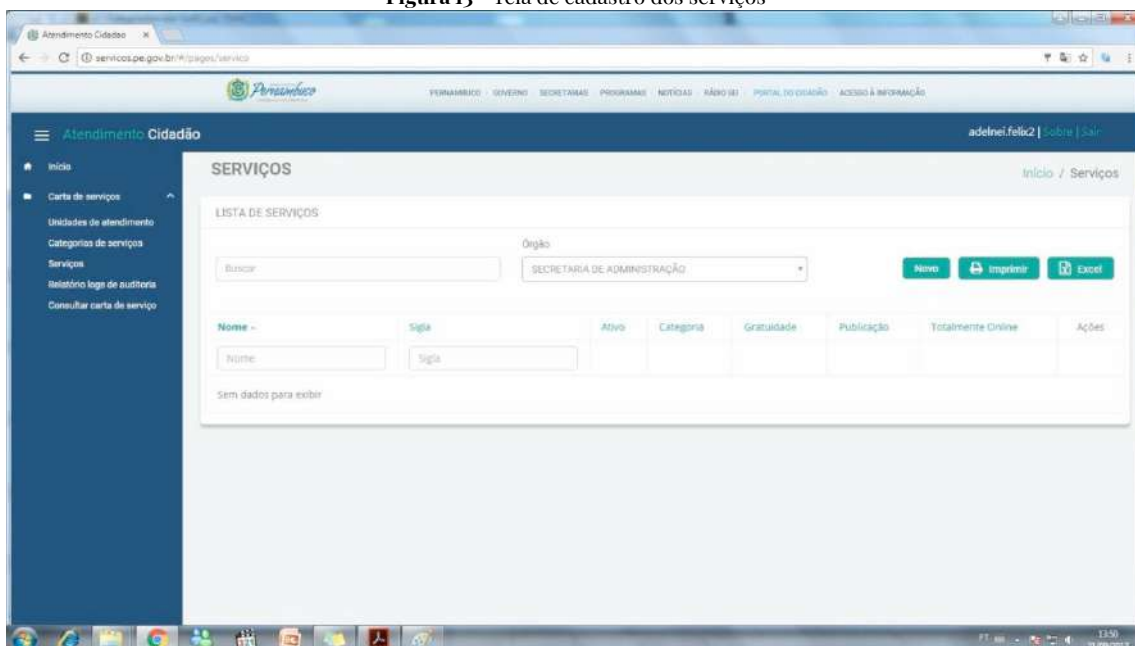 Figura 13 - Tela de cadastro dos serviços
Atendimento Cidadao
servicos.pe.gov.br/#/pages/servico
Pernambuco
PERNAMBUCO GOVERNO SECRETARIAS PROGRAMAS NOTÍCIAS RÁDIO SEI PORTAL DO CIDADÃO ACESSO À INFORMAÇÃO
Atendimento Cidadão
adelnei.felix2 | Sobre | Sair
Início
Carta de serviços
Unidades de atendimento
Categorias de serviços
Serviços
Relatório logs de auditoria
Consultar carta de serviço
SERVIÇOS
Início / Serviços
LISTA DE SERVIÇOS
Órgão
Buscar
SECRETARIA DE ADMINISTRAÇÃO
Novo
Imprimir
Excel
Nome Sigla Ativo Categoria Gratuidade Publicação Totalmente Online Ações
Nome Sigla
Sem dados para exibir
PT
13:50